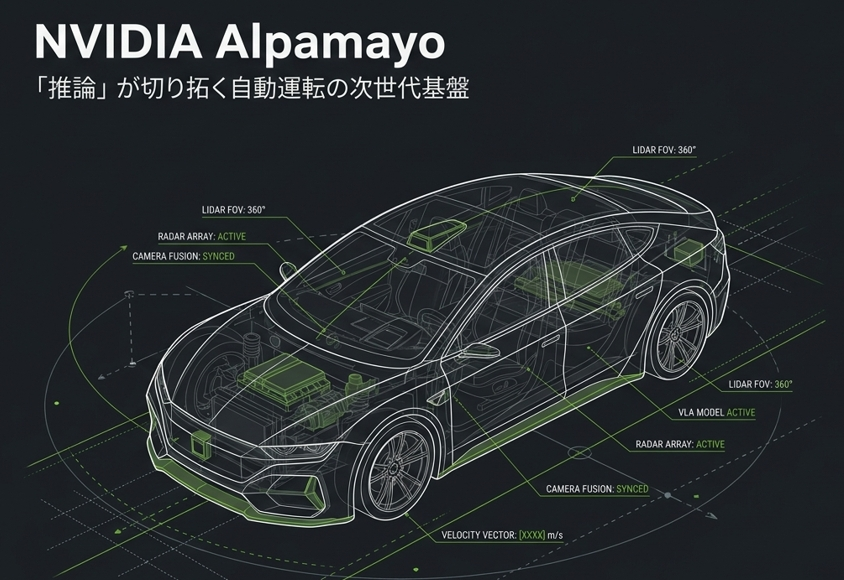 NVIDIA Alpamayo
「推論」が切り拓く自動運転の次世代基盤
LIDAR FOV: 360°
LIDAR FOV: 360°
RADAR ARRAY: ACTIVE
CAMERA FUSION: SYNCED
LIDAR FOV: 360°
VLA MODEL ACTIVE
RADAR ARRAY: ACTIVE
CAMERA FUSION: SYNCED
VELOCITY VECTOR: [XXXX] m/s